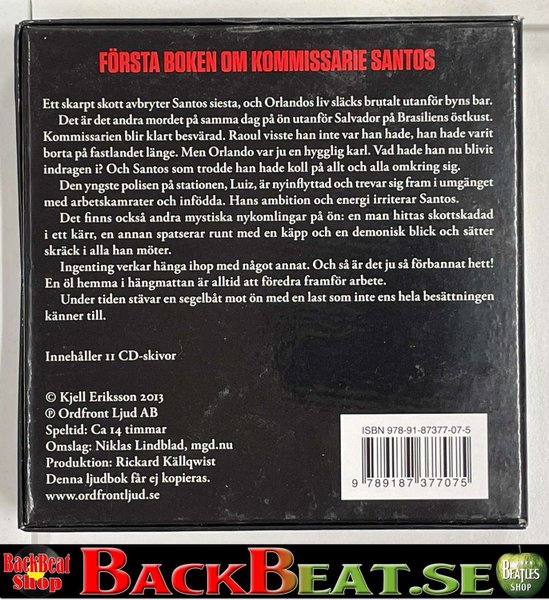 FÖRSTA BOKEN OM KOMMISSARIE SANTOS
Ett skarpt skott avbryter Santos siesta, och Orlandos liv släcks brutalt utanför byns bar.
Det är det andra mordet på samma dag på ön utanför Salvador på Brasiliens östkust.
Kommissarien blir klart besvärad. Raoul visste han inte var han hade, han hade varit
borta på fastlandet länge. Men Orlando var ju en hygglig karl. Vad hade han nu blivit
indragen i? Och Santos som trodde han hade koll på allt och alla omkring sig.
Den yngste polisen på stationen, Luiz, är nyinflyttad och trevar sig fram i umgänget
med arbetskamrater och infödda. Hans ambition och energi irriterar Santos.
Det finns också andra mystiska nykomlingar på ön: en man hittas skottskadad
i ett kärr, en annan spatserar runt med en käpp och en demonisk blick och sätter
skräck i alla han möter.
Ingenting verkar hänga ihop med något annat. Och så är det ju så förbannat hett!
En öl hemma i hängmattan är alltid att föredra framför arbete.
Under tiden stävar en segelbåt mot ön med en last som inte ens hela besättningen
känner till.
Innehåller 11 CD-skivor
© Kjell Eriksson 2013
℗ Ordfront Ljud AB
Speltid: Ca 14 timmar
Omslag: Niklas Lindblad, mgd.nu
Produktion: Rickard Källqwist
Denna ljudbok får ej kopieras.
www.ordfrontljud.se
ISBN 978-91-87377-07-5
9 789187 377075
BackBeat
Shop
BACKBEAT.SE
BEATLES
SHOP